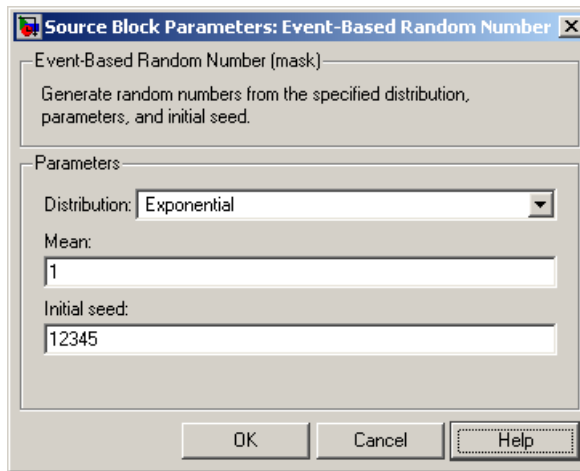 Source Block Parameters: Event-Based Random Number
Event-Based Random Number (mask)
Generate random numbers from the specified distribution,
parameters, and initial seed.
Parameters
Distribution: Exponential
Mean:
1
Initial seed:
12345
OK Cancel Help